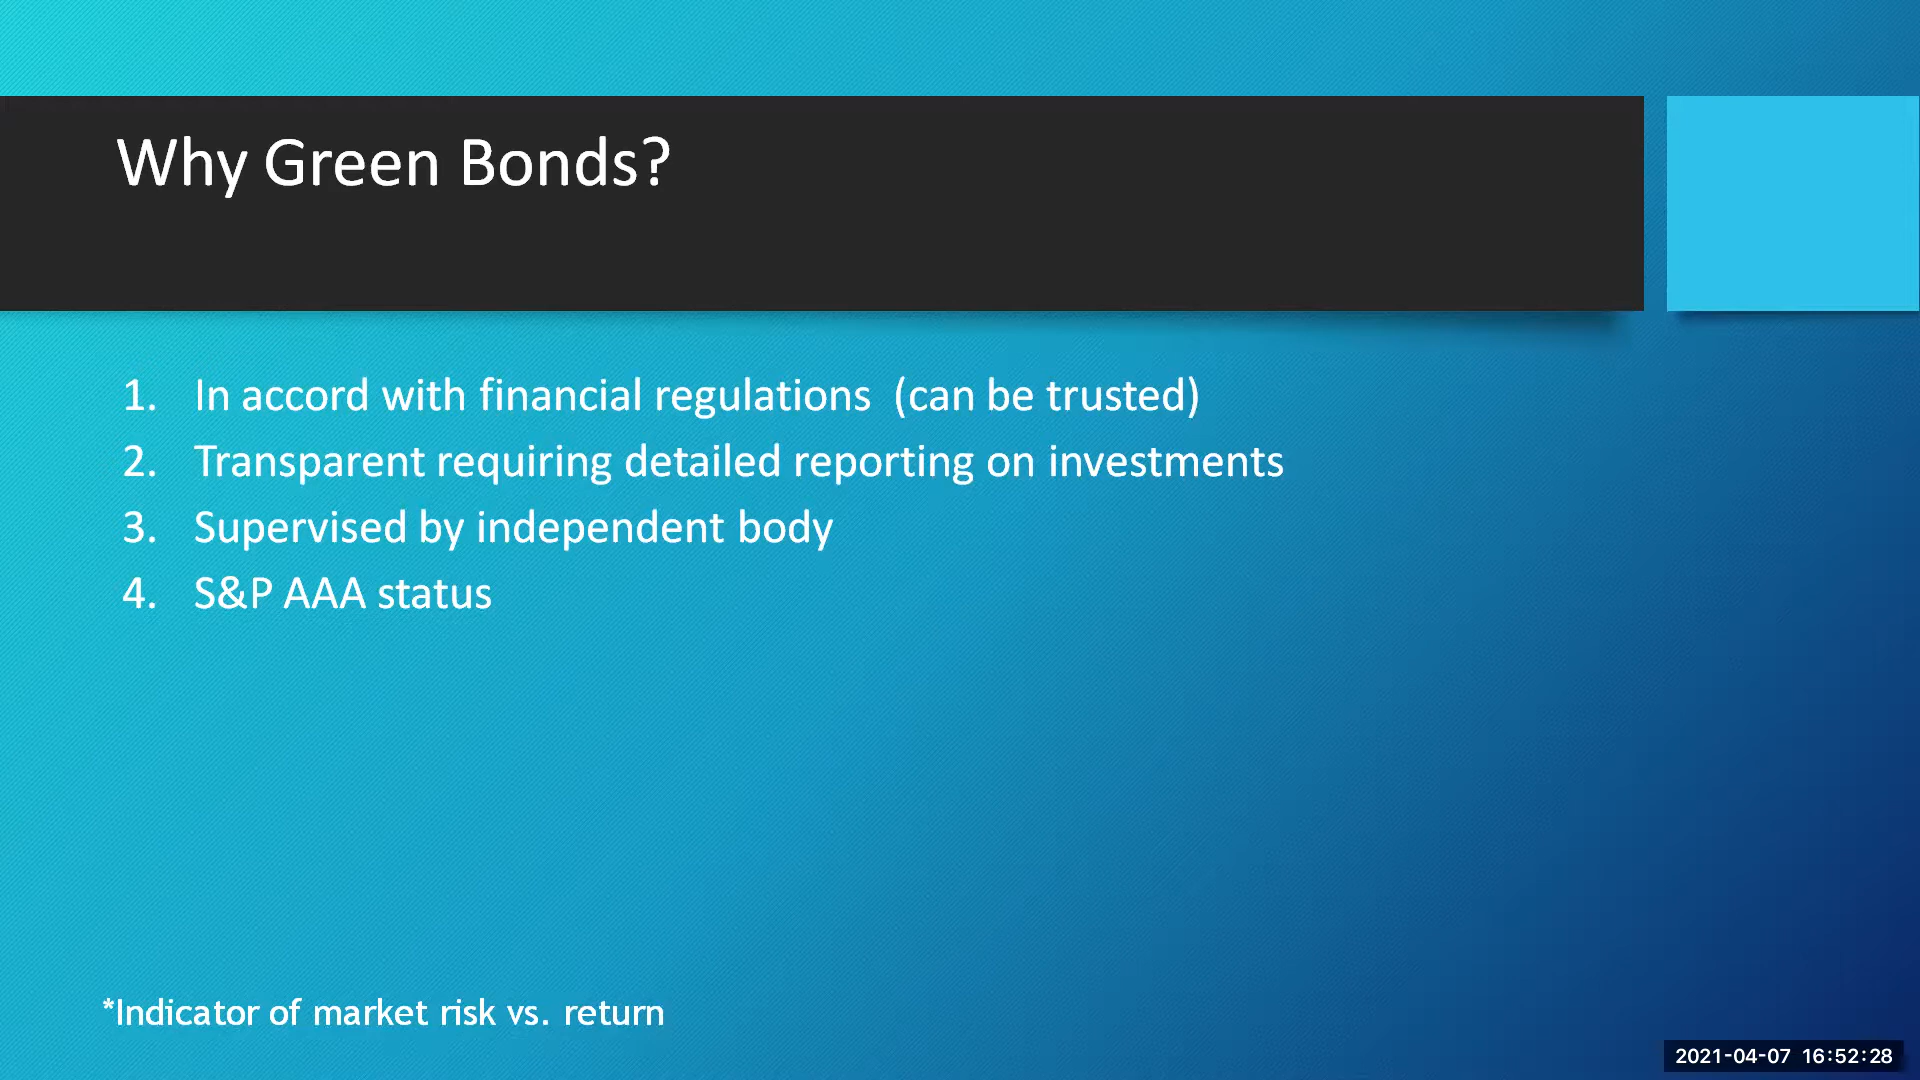 Why Green Bonds?
1. In accord with financial regulations (can be trusted)
2. Transparent requiring detailed reporting on investments
3. Supervised by independent body
4. S&P AAA status
*Indicator of market risk vs. return
2021-04-07 16:52:28